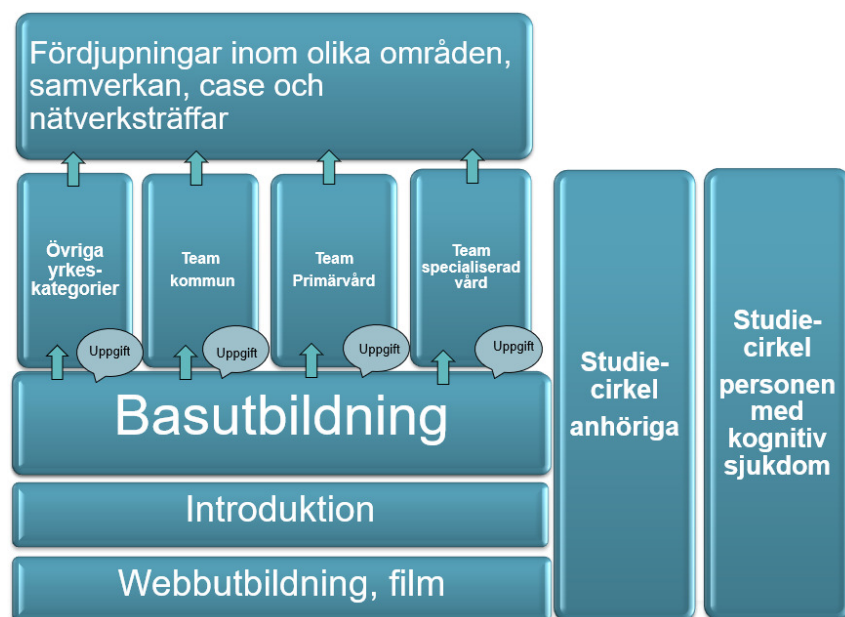 Fördjupningar inom olika områden,
samverkan, case och
nätverksträffar
Övriga
yrkes-
kategorier
Team
kommun
Team
Primärvård
Team
specialiserad
vård
Uppgift
Uppgift
Uppgift
Uppgift
Basutbildning
Introduktion
Webbutbildning, film
Studie-
cirkel
anhöriga
Studie-
cirkel
personen
med
kognitiv
sjukdom